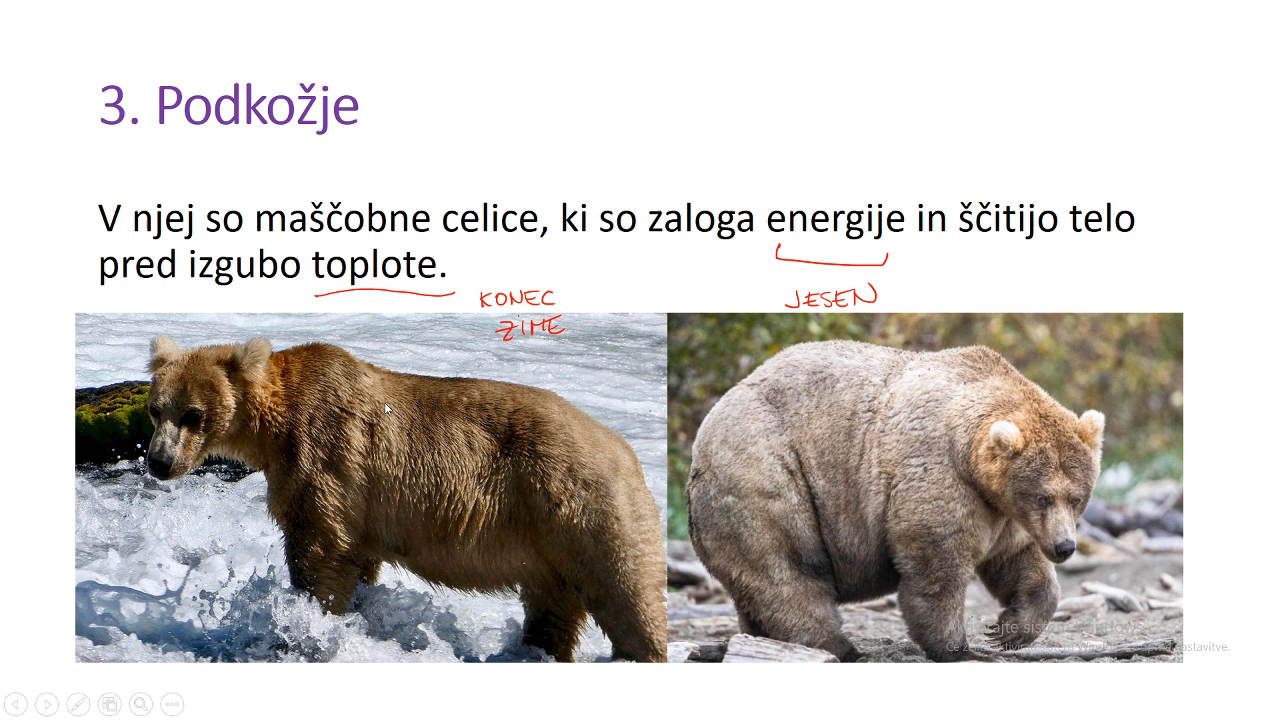 3. Podkožje
V njej so maščobne celice, ki so zaloga energije in ščitijo telo
pred izgubo toplote.
KONEC
ZIME
JESEN